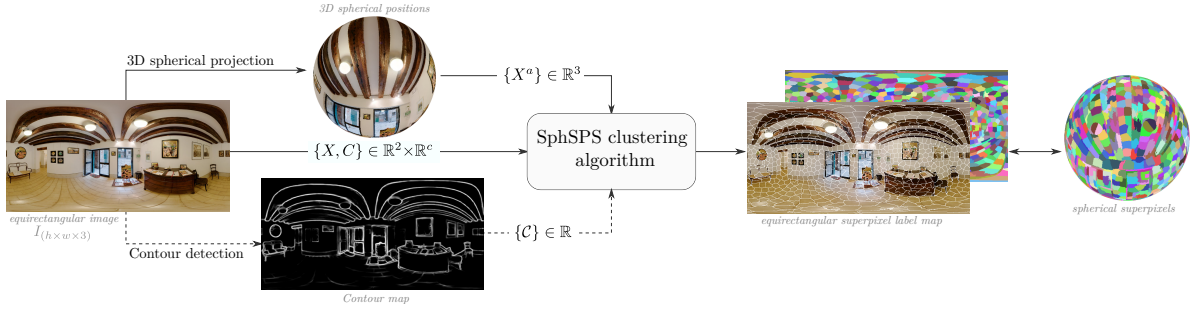 3D spherical positions
3D spherical projection
{X^a} ∈ ℝ^3
SphSPS clustering
algorithm
{X, C} ∈ ℝ^2×ℝ^c
equirectangular image
I_(h×w×3)
Contour detection
{𝒞} ∈ ℝ
Contour map
equirectangular superpixel label map
spherical superpixels